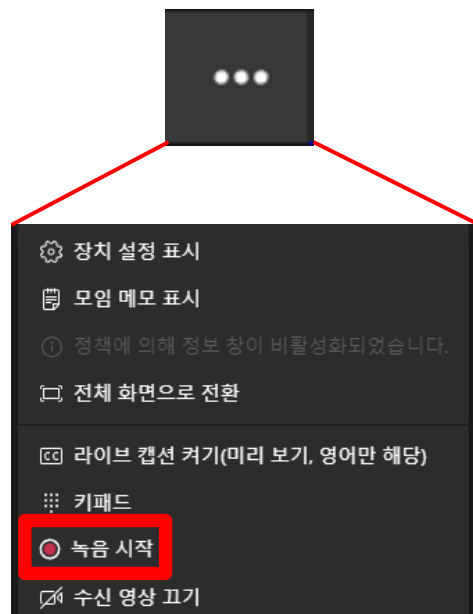 장치 설정 표시
모임 메모 표시
정책에 의해 정보 창이 비활성화되었습니다.
전체 화면으로 전환
CC 라이브 캡션 켜기(미리 보기, 영어만 해당)
키패드
녹음 시작
수신 영상 끄기